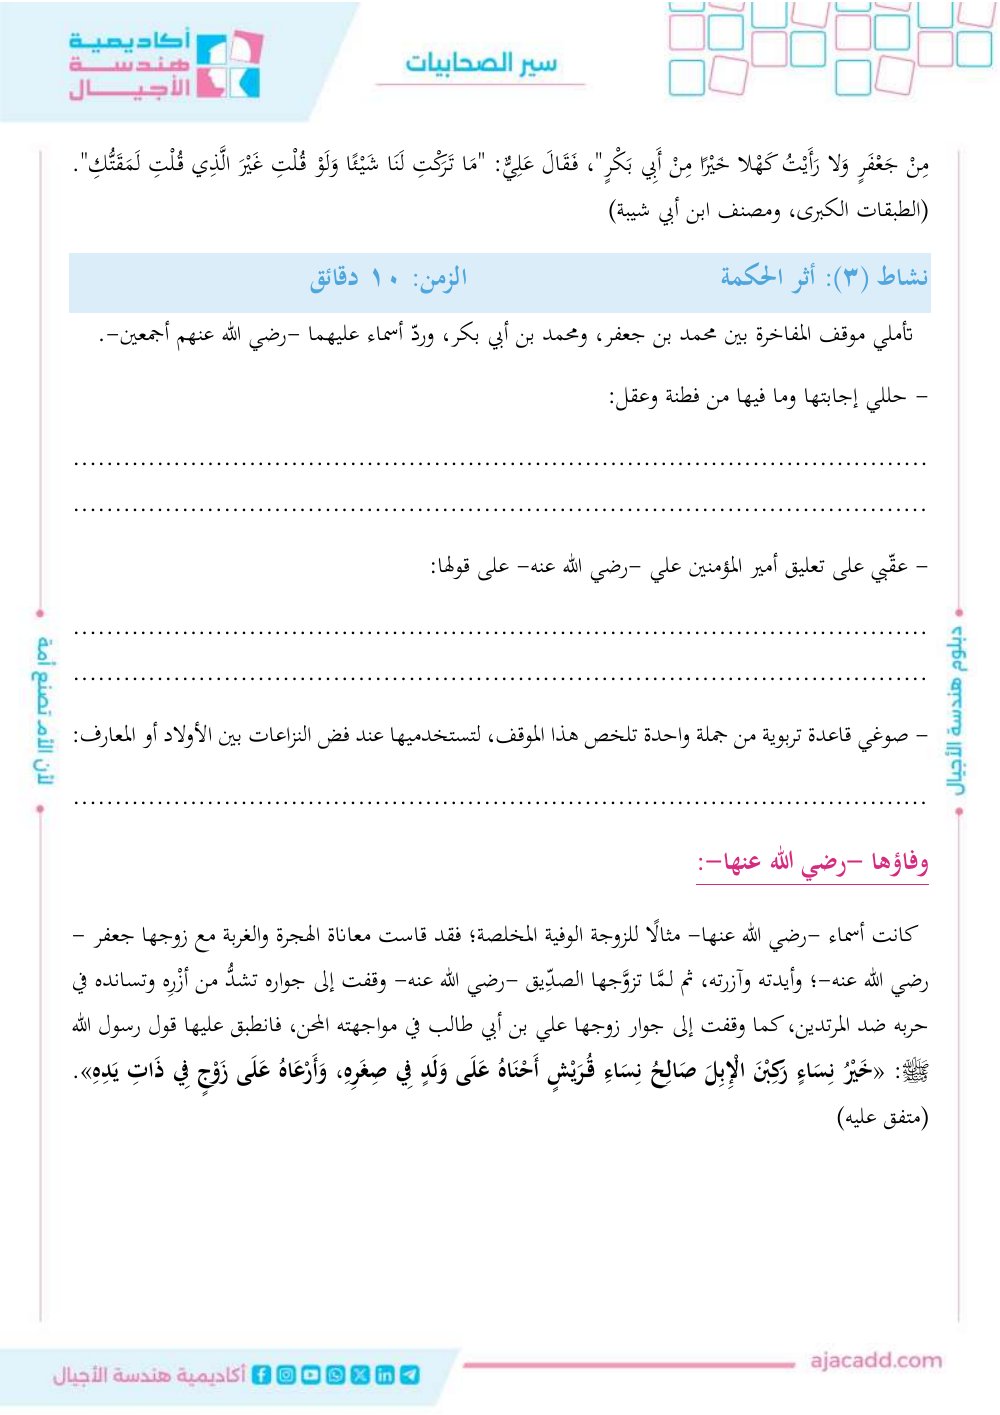 أكاديمية
هندسة
الأجيال
سير الصحابيات
مِنْ جَعْفَرٍ وَلا رَأَيْتُ كَهْلا خَيْرًا مِنْ أَبِي بَكْرٍ"، فَقَالَ عَلِيٌّ: "مَا تَرَكْتِ لَنَا شَيْئًا وَلَوْ قُلْتِ غَيْرَ الَّذِي قُلْتِ لَمَقَتُّكِ".
(الطبقات الكبرى، ومصنف ابن أبي شيبة)
نشاط (٣): أثر الحكمة الزمن: ١٠ دقائق
تأملي موقف المفاخرة بين محمد بن جعفر، ومحمد بن أبي بكر، وردّ أسماء عليهما -رضي الله عنهم أجمعين-.
- حللي إجابتها وما فيها من فطنة وعقل:
- عقّبي على تعليق أمير المؤمنين علي -رضي الله عنه- على قولها:
- صوغي قاعدة تربوية من جملة واحدة تلخص هذا الموقف، لتستخدميها عند فض النزاعات بين الأولاد أو المعارف:
وفاؤها -رضي الله عنها-:
كانت أسماء -رضي الله عنها- مثالًا للزوجة الوفية المخلصة؛ فقد قاست معاناة الهجرة والغربة مع زوجها جعفر -
رضي الله عنه-؛ وأيدته وآزرته، ثم لمَّا تزوَّجها الصدِّيق -رضي الله عنه- وقفت إلى جواره تشدُّ من أزْرِه وتسانده في
حربه ضد المرتدين، كما وقفت إلى جوار زوجها علي بن أبي طالب في مواجهته المحن، فانطبق عليها قول رسول الله
ﷺ: «خَيْرُ نِسَاءٍ رَكِبْنَ الْإِبِلَ صَالِحُ نِسَاءِ قُرَيْشٍ أَحْنَاهُ عَلَى وَلَدٍ فِي صِغَرِهِ، وَأَرْعَاهُ عَلَى زَوْجٍ فِي ذَاتِ يَدِهِ».
(متفق عليه)
دبلوم هندسة الأجيال
لأن الأم تصنع أمة
أكاديمية هندسة الأجيال
ajacadd.com